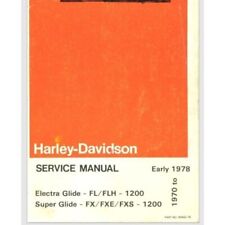 Harley-Davidson
SERVICE MANUAL
Early 1978
1970 to
Electra Glide - FL/FLH - 1200
Super Glide - FX/FXE/FXS - 1200